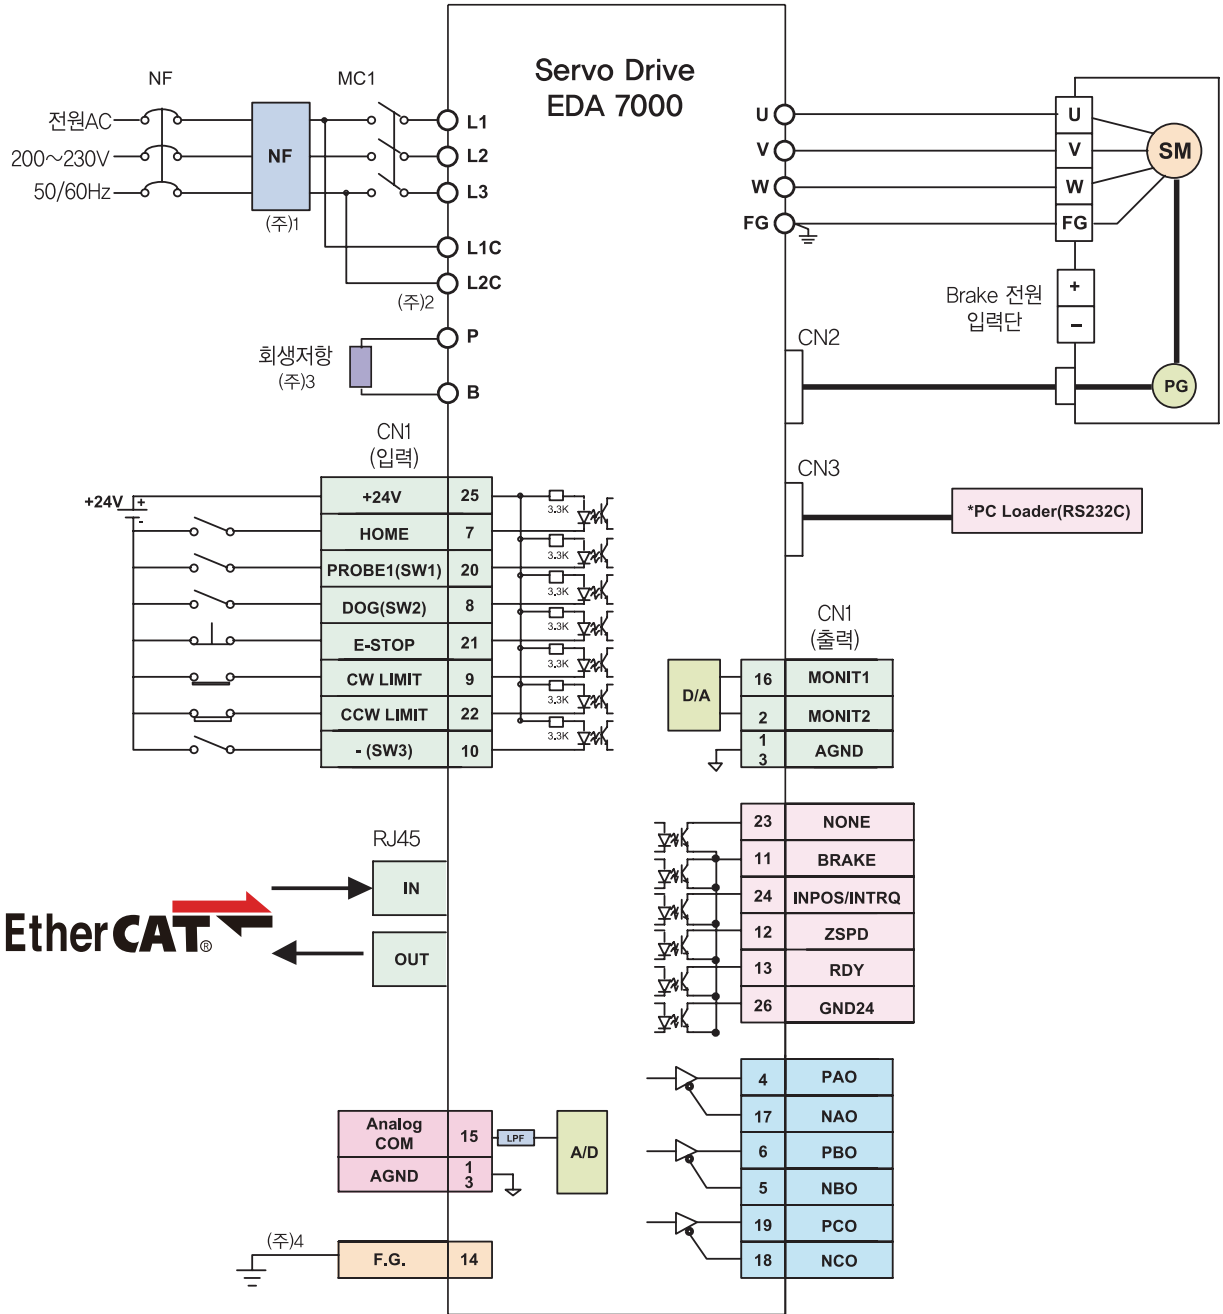 Servo Drive
EDA 7000
NF
MC1
전원AC
200~230V
50/60Hz
NF
(주)1
L1
L2
L3
L1C
L2C
(주)2
P
B
회생저항
(주)3
U
V
W
FG
U
V
W
FG
SM
Brake 전원
입력단
+
−
PG
CN2
CN3
*PC Loader(RS232C)
CN1
(입력)
+24V
+
-
+24V 25
HOME 7
PROBE1(SW1) 20
DOG(SW2) 8
E-STOP 21
CW LIMIT 9
CCW LIMIT 22
- (SW3) 10
3.3K
3.3K
3.3K
3.3K
3.3K
3.3K
3.3K
CN1
(출력)
D/A
16 MONIT1
2 MONIT2
1
3
AGND
23 NONE
11 BRAKE
24 INPOS/INTRQ
12 ZSPD
13 RDY
26 GND24
RJ45
IN
OUT
EtherCAT®
4 PAO
17 NAO
6 PBO
5 NBO
19 PCO
18 NCO
Analog
COM
15
LPF
A/D
AGND
1
3
(주)4
F.G. 14